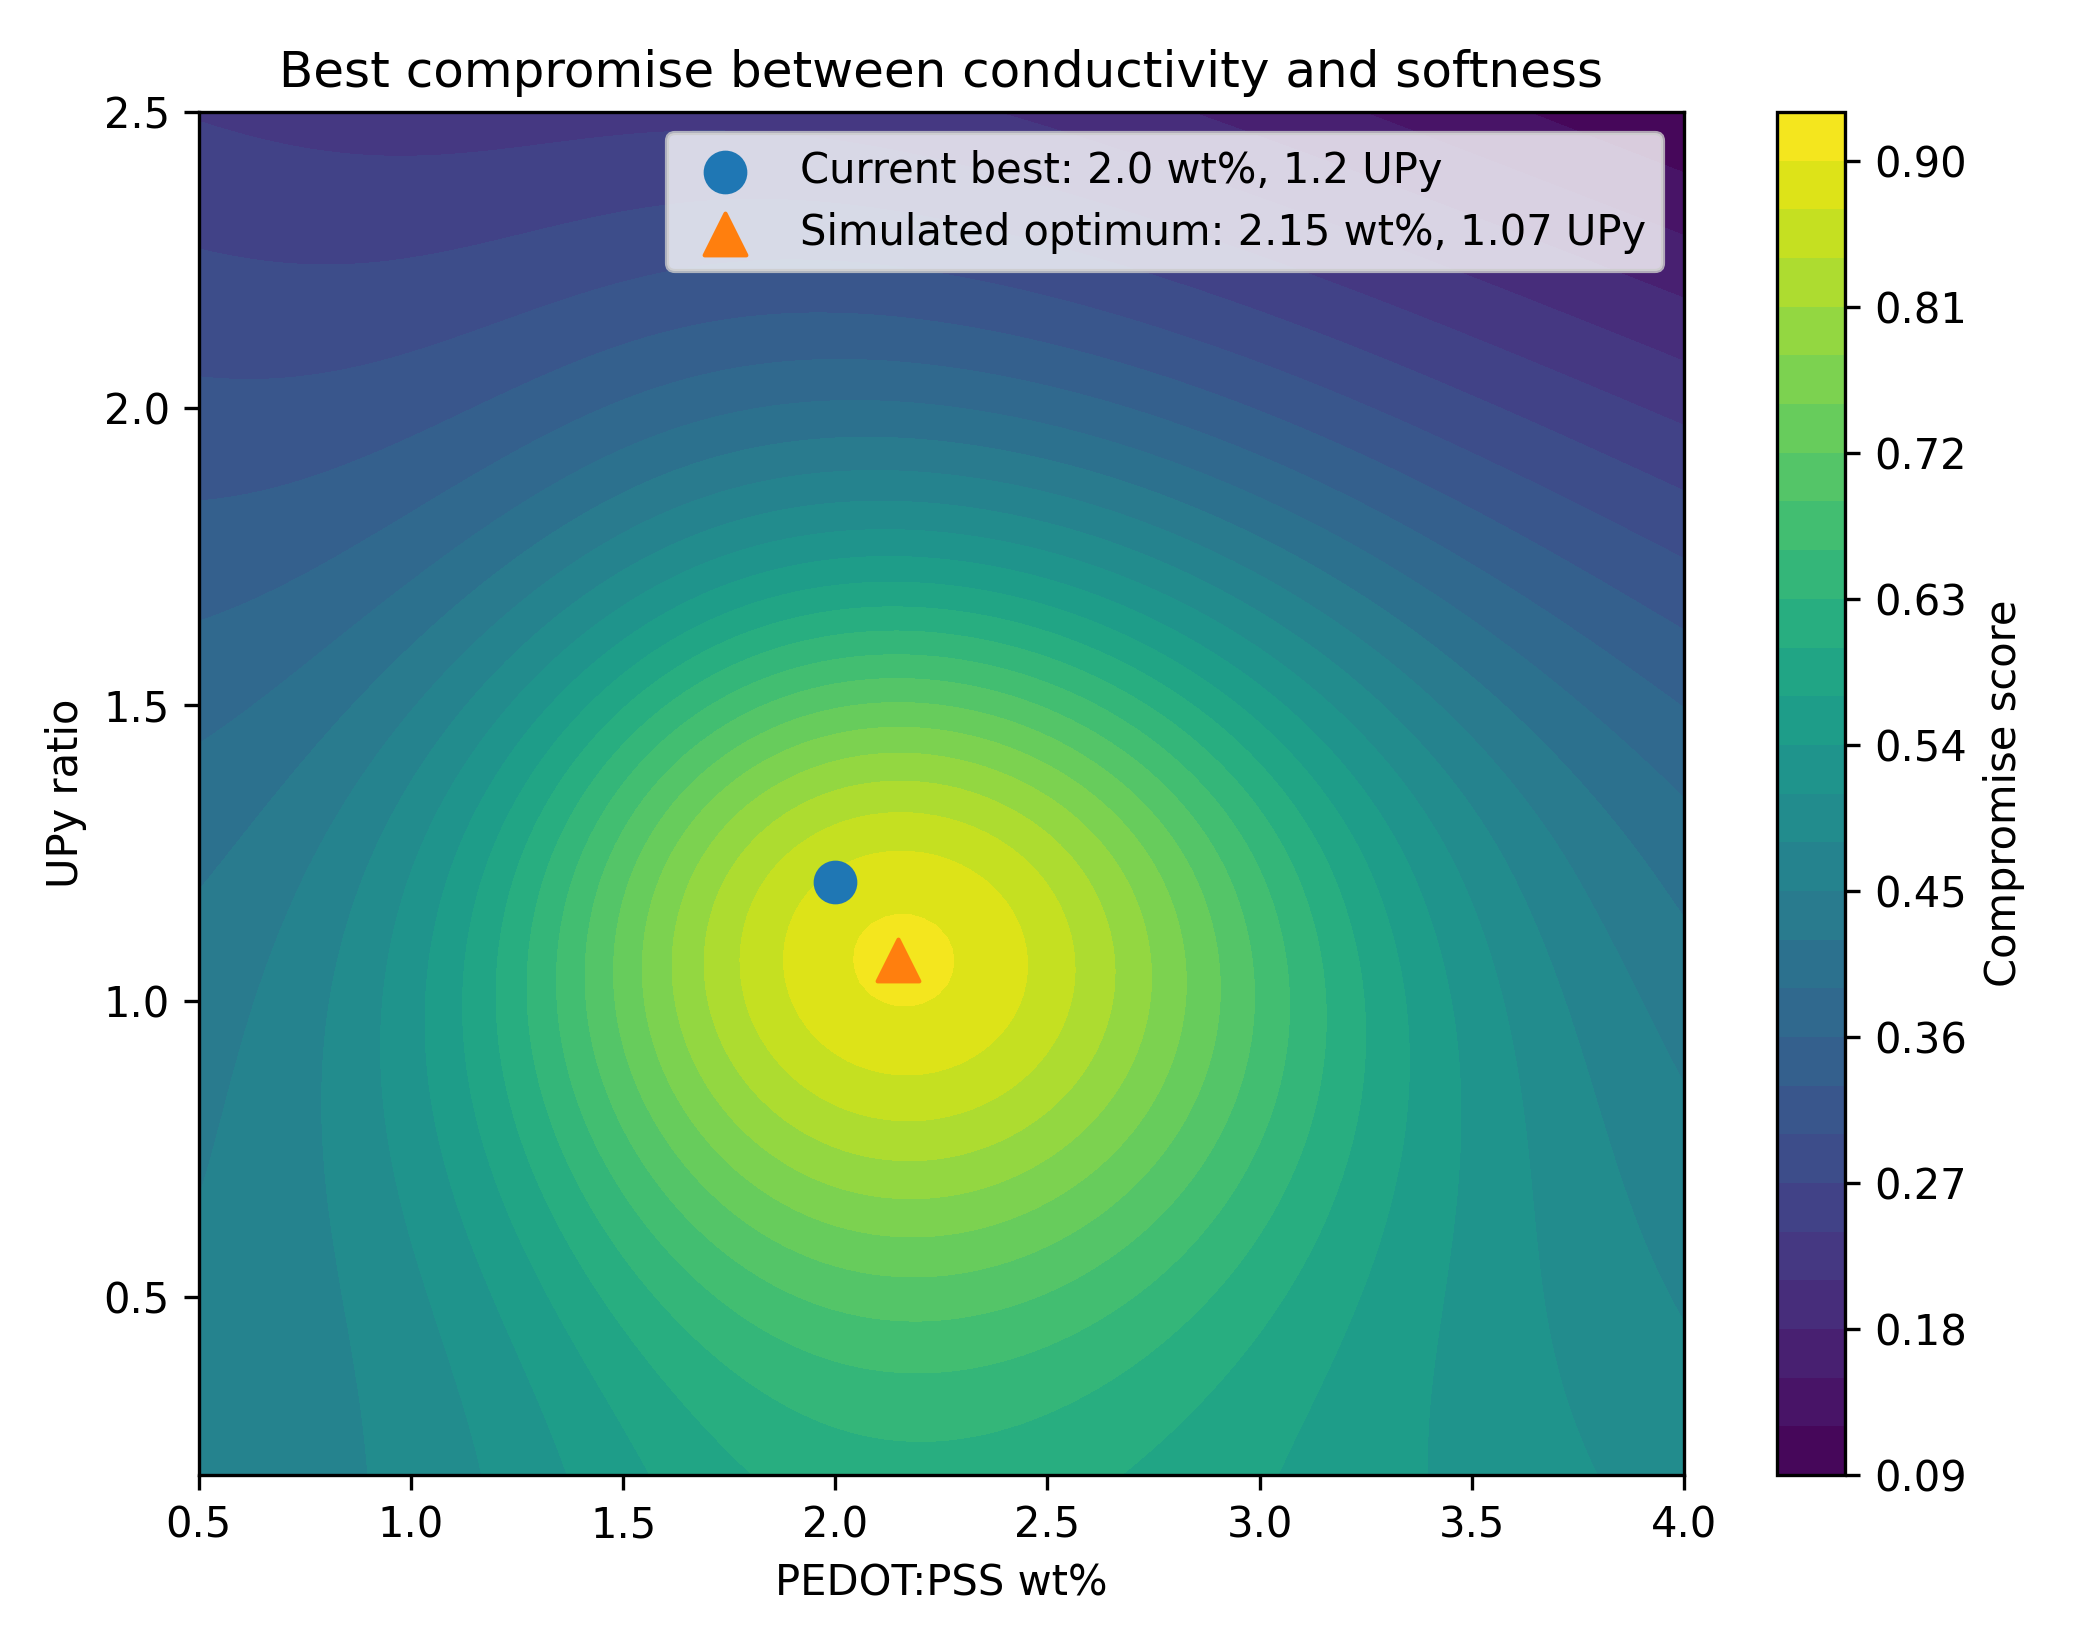 Best compromise between conductivity and softness
Current best: 2.0 wt%, 1.2 UPy
Simulated optimum: 2.15 wt%, 1.07 UPy
UPy ratio
2.5
2.0
1.5
1.0
0.5
0.5 1.0 1.5 2.0 2.5 3.0 3.5 4.0
PEDOT:PSS wt%
0.90
0.81
0.72
0.63
0.54
0.45
0.36
0.27
0.18
0.09
Compromise score